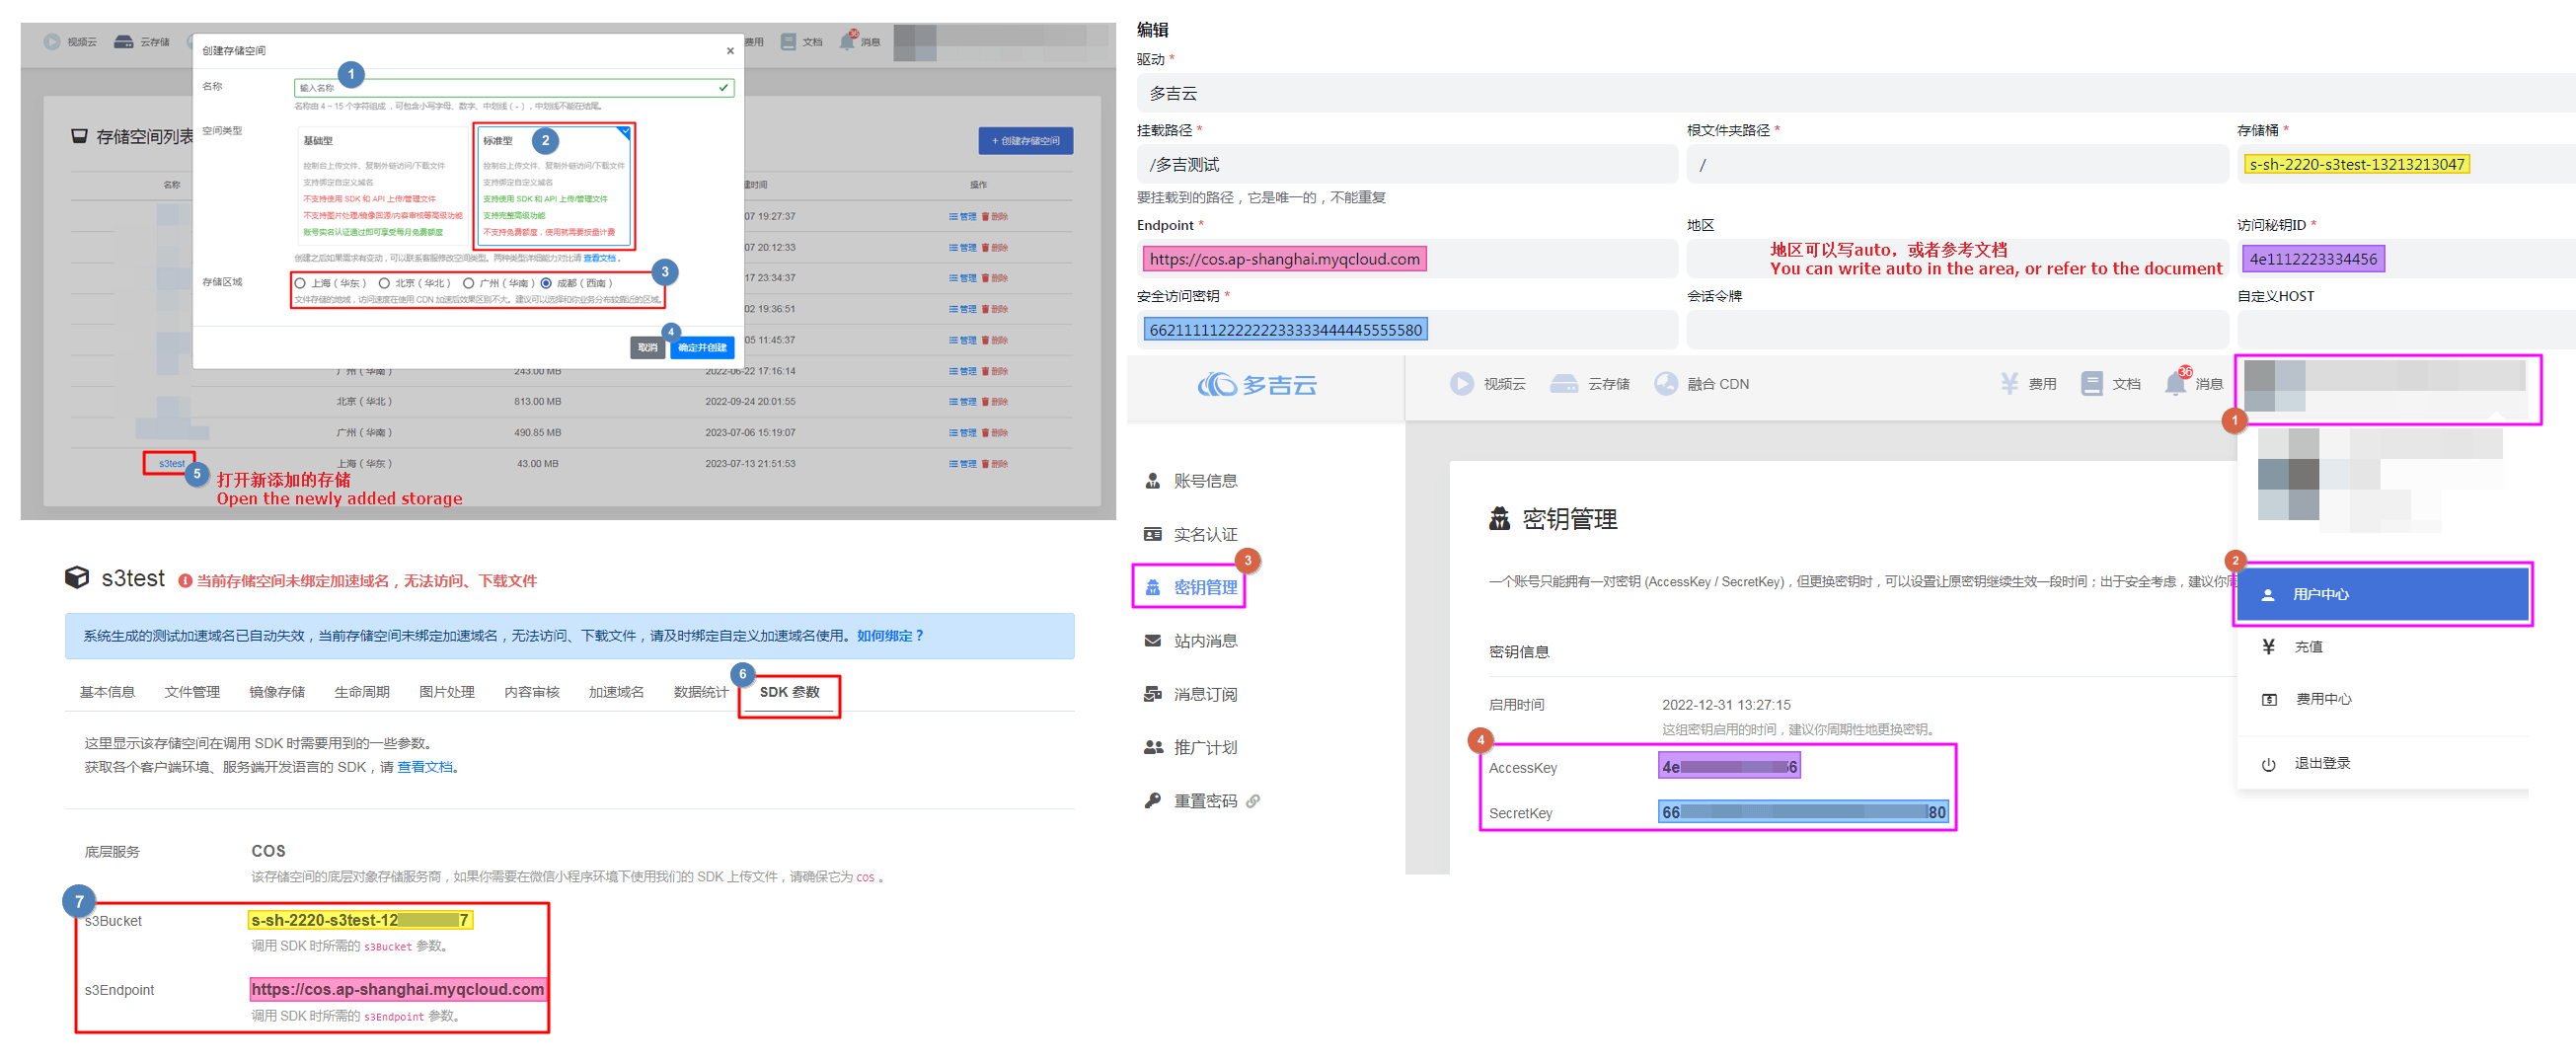 视频云 云存储
费用 文档 36 消息
创建存储空间 ×
名称 1 输入名称
名称由 4 ~ 15 个字符组成，可包含小写字母、数字、中划线 ( - )，中划线不能在结尾。
空间类型
基础型
控制台上传文件、复制外链访问/下载文件
支持绑定自定义域名
不支持使用 SDK 和 API 上传/管理文件
不支持图片处理/镜像回源/内容审核等高级功能
账号实名认证通过即可享受每月免费额度
标准型 2
控制台上传文件、复制外链访问/下载文件
支持绑定自定义域名
支持使用 SDK 和 API 上传/管理文件
支持完整高级功能
不支持免费额度，使用就需要按量计费
创建之后如果需求有变动，可以联系客服修改空间类型。两种类型详细能力对比请 查看文档 。
存储区域 上海（华东） 北京（华北） 广州（华南） 成都（西南） 3
文件存储的地域，访问速度在使用 CDN 加速后效果区别不大。建议可以选择和你业务分布较靠近的区域。
4
取消 确定并创建
存储空间列表 + 创建存储空间
名称 建时间 操作
07 19:27:37 管理 删除
07 20:12:33 管理 删除
17 23:34:37 管理 删除
02 19:36:51 管理 删除
05 11:45:37 管理 删除
广州（华南） 243.00 MB 2022-06-22 17:16:14 管理 删除
北京（华北） 813.00 MB 2022-09-24 20:01:55 管理 删除
广州（华南） 490.85 MB 2023-07-06 15:19:07 管理 删除
s3test 上海（华东） 43.00 MB 2023-07-13 21:51:53 管理 删除
5 打开新添加的存储
Open the newly added storage
s3test 当前存储空间未绑定加速域名，无法访问、下载文件
系统生成的测试加速域名已自动失效，当前存储空间未绑定加速域名，无法访问、下载文件，请及时绑定自定义加速域名使用。如何绑定？
6
基本信息 文件管理 镜像存储 生命周期 图片处理 内容审核 加速域名 数据统计 SDK 参数
这里显示该存储空间在调用 SDK 时需要用到的一些参数。
获取各个客户端环境、服务端开发语言的 SDK，请 查看文档。
底层服务 COS
该存储空间的底层对象存储服务商，如果你需要在微信小程序环境下使用我们的 SDK 上传文件，请确保它为 cos 。
7
s3Bucket s-sh-2220-s3test-12 7
调用 SDK 时所需的 s3Bucket 参数。
s3Endpoint https://cos.ap-shanghai.myqcloud.com
调用 SDK 时所需的 s3Endpoint 参数。
编辑
驱动 *
多吉云
挂载路径 * 根文件夹路径 * 存储桶 *
/多吉测试 / s-sh-2220-s3test-13213213047
要挂载到的路径，它是唯一的，不能重复
Endpoint * 地区 访问秘钥ID *
https://cos.ap-shanghai.myqcloud.com 4e1112223334456
地区可以写auto，或者参考文档
You can write auto in the area, or refer to the document
安全访问密钥 * 会话令牌 自定义HOST
66211111222222233333444445555580
多吉云 视频云 云存储 融合 CDN 费用 文档 36 消息
1
账号信息
实名认证
3
密钥管理
站内消息
消息订阅
推广计划
重置密码
密钥管理
一个账号只能拥有一对密钥 (AccessKey / SecretKey)，但更换密钥时，可以设置让原密钥继续生效一段时间；出于安全考虑，建议你周
密钥信息
启用时间 2022-12-31 13:27:15
这组密钥启用的时间，建议你周期性地更换密钥。
4
AccessKey 4e 56
SecretKey 66 80
2
用户中心
充值
费用中心
退出登录